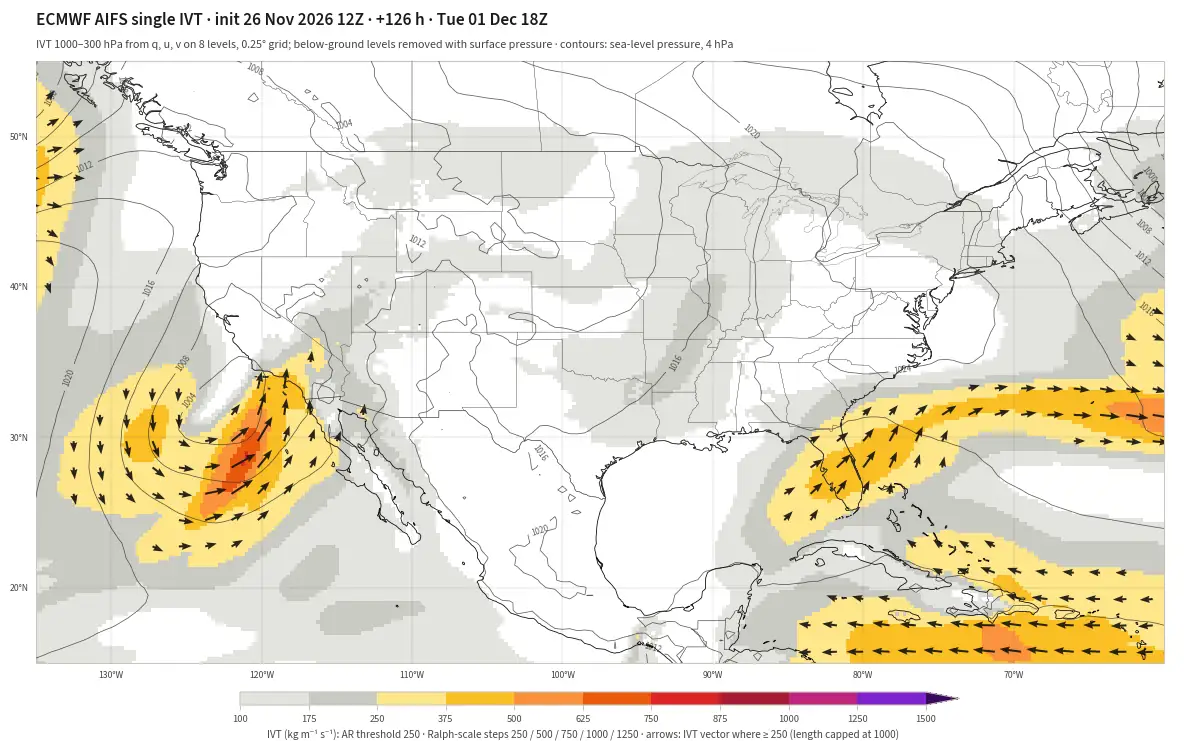 ECMWF AIFS single IVT · init 26 Nov 2026 12Z · +126 h · Tue 01 Dec 18Z
IVT 1000–300 hPa from q, u, v on 8 levels, 0.25° grid; below-ground levels removed with surface pressure · contours: sea-level pressure, 4 hPa
1008
1004
1020
50°N
1012
1000
1008
1012
1012
40°N
1016
1016
1008
1016
1020
1024
1004
30°N
1016
1020
20°N
1012
130°W 120°W 110°W 100°W 90°W 80°W 70°W
100 175 250 375 500 625 750 875 1000 1250 1500
IVT (kg m⁻¹ s⁻¹): AR threshold 250 · Ralph-scale steps 250 / 500 / 750 / 1000 / 1250 · arrows: IVT vector where ≥ 250 (length capped at 1000)